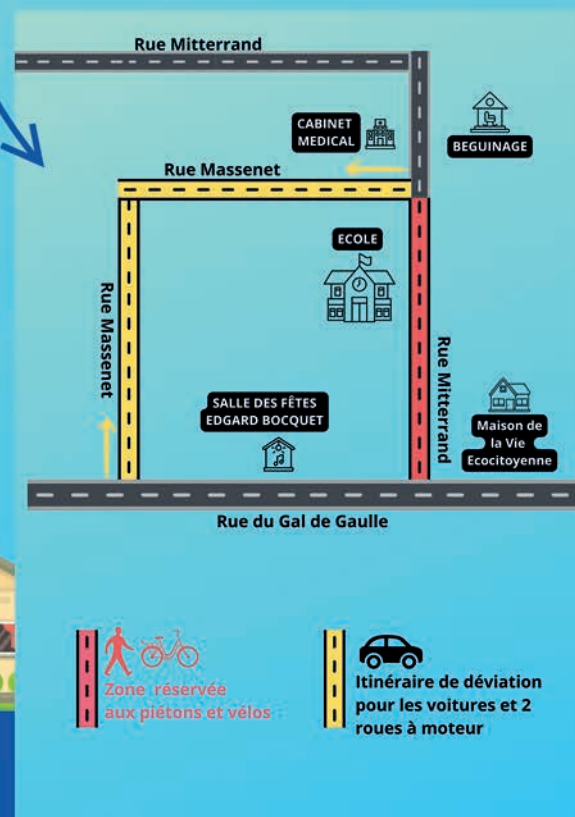 Rue Mitterrand
CABINET
MEDICAL
BEGUINAGE
Rue Massenet
ECOLE
Rue Massenet
Rue Mitterrand
SALLE DES FÊTES
EDGARD BOCQUET
Maison de
la Vie
Ecocitoyenne
Rue du Gal de Gaulle
Zone réservée
aux piétons et vélos
Itinéraire de déviation
pour les voitures et 2
roues à moteur